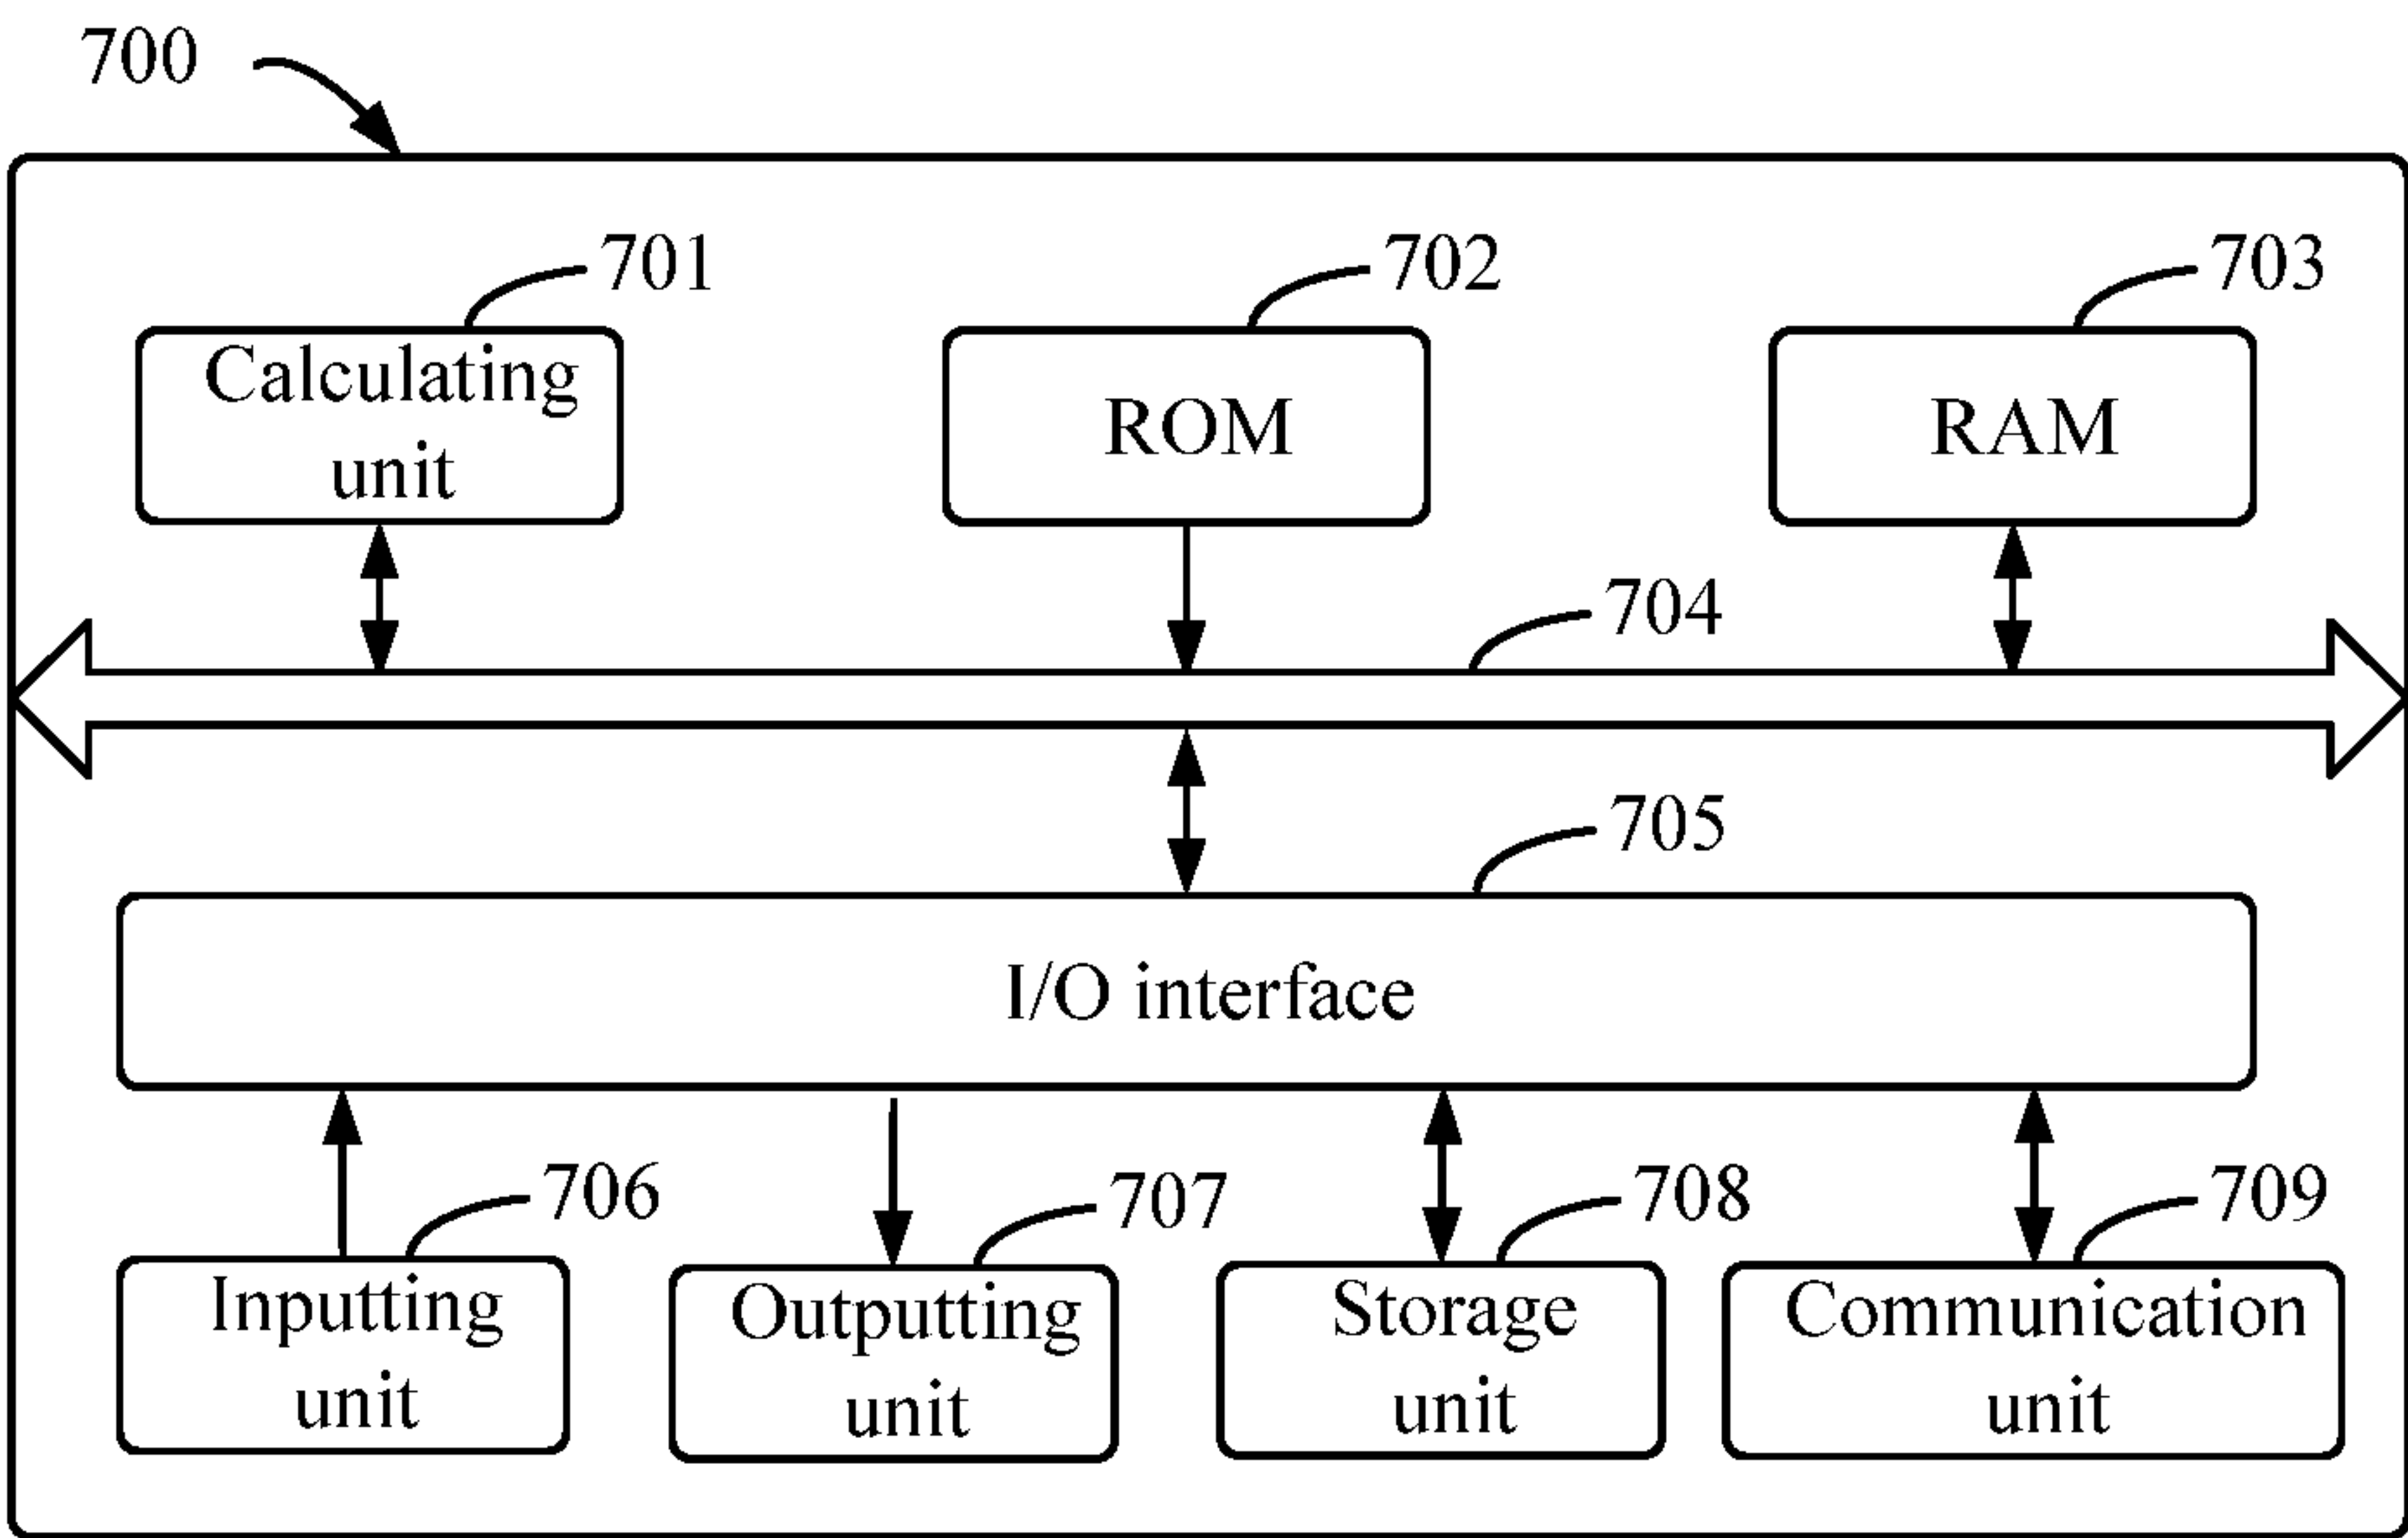 700
701
702
703
Calculating
unit
ROM
RAM
704
705
I/O interface
706
707
708
709
Inputting
unit
Outputting
unit
Storage
unit
Communication
unit